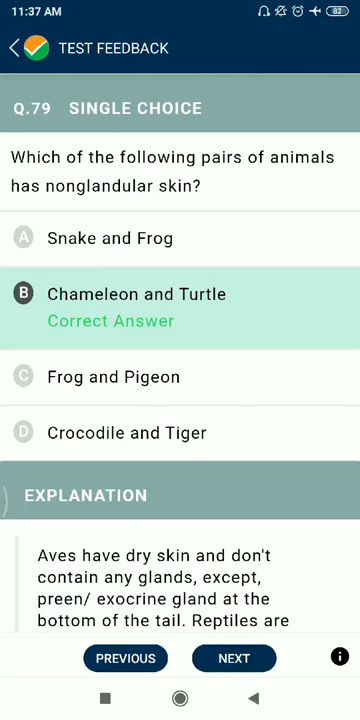 11:37 AM
82
TEST FEEDBACK
Q.79 SINGLE CHOICE
Which of the following pairs of animals
has nonglandular skin?
A Snake and Frog
B Chameleon and Turtle
Correct Answer
C Frog and Pigeon
D Crocodile and Tiger
EXPLANATION
Aves have dry skin and don't
contain any glands, except,
preen/ exocrine gland at the
bottom of the tail. Reptiles are
PREVIOUS NEXT